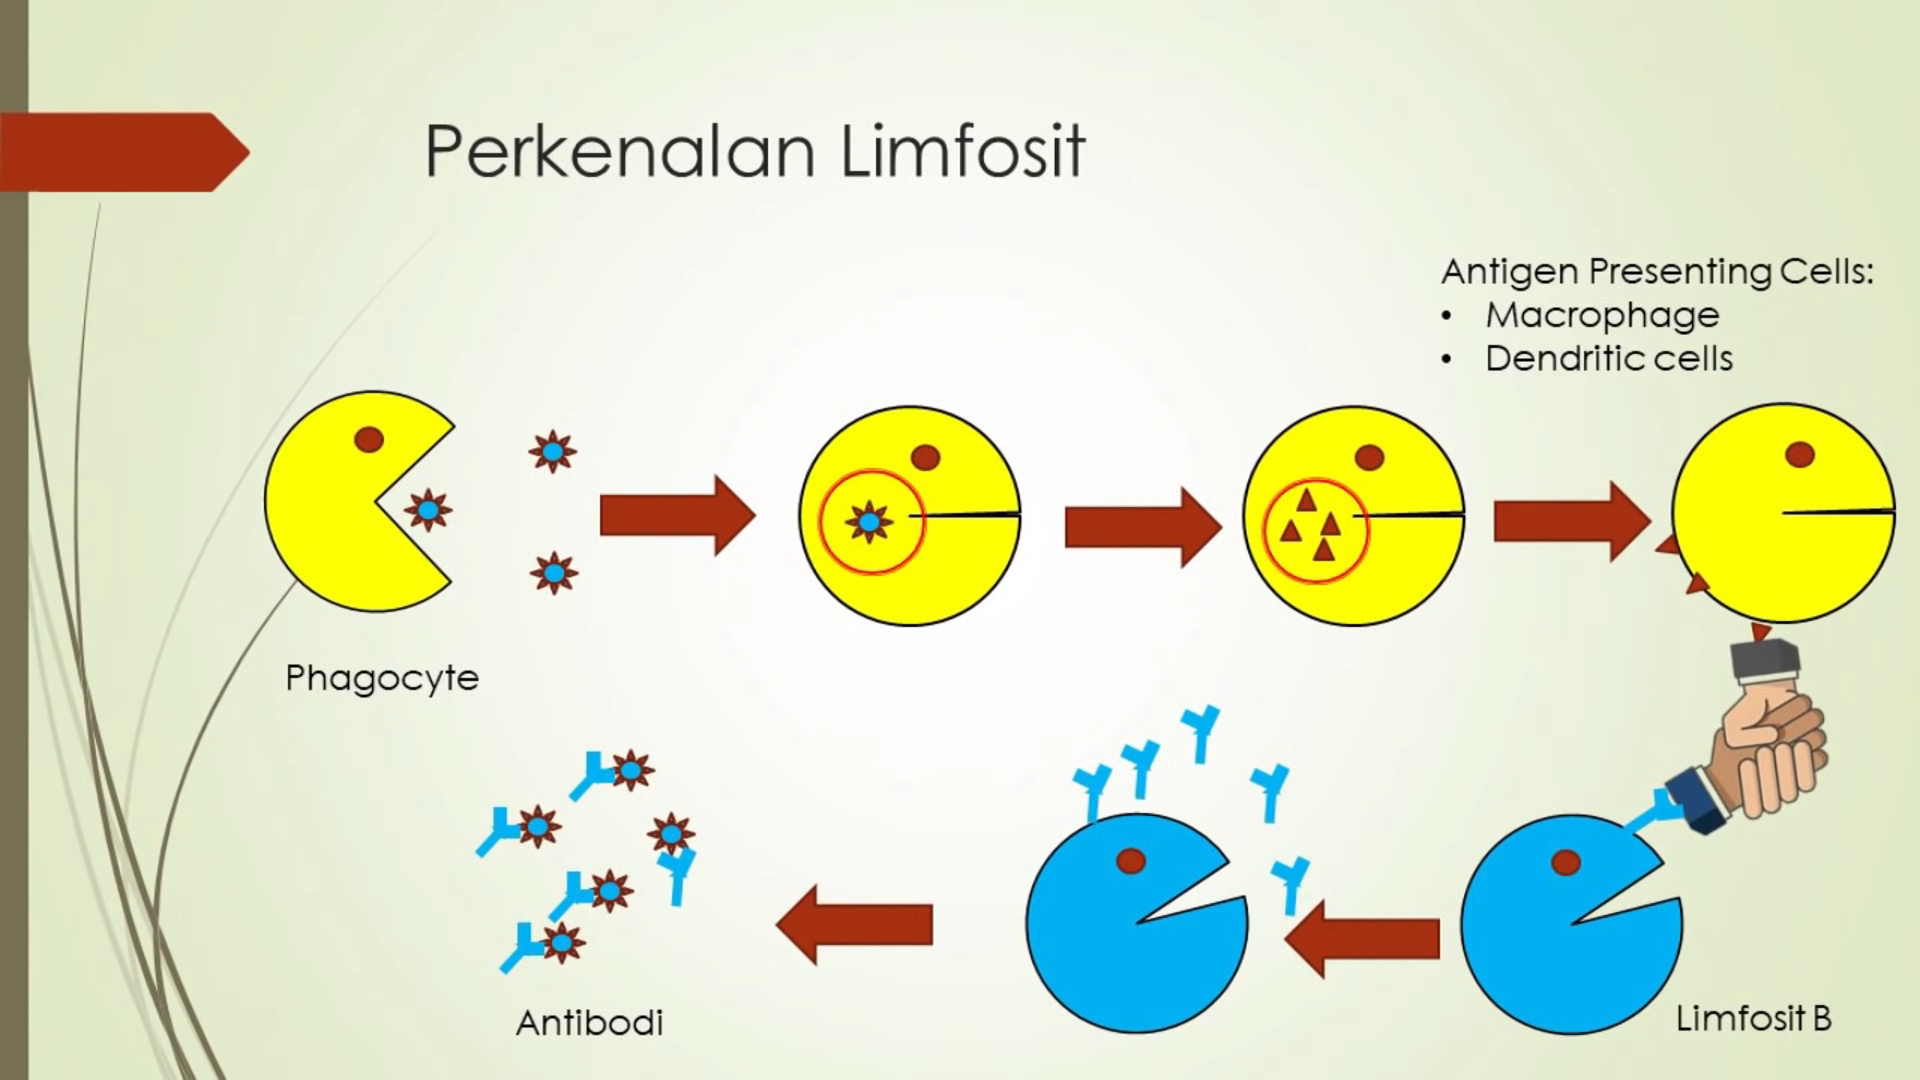 Perkenalan Limfosit
Antigen Presenting Cells:
• Macrophage
• Dendritic cells
Phagocyte
Antibodi
Limfosit B